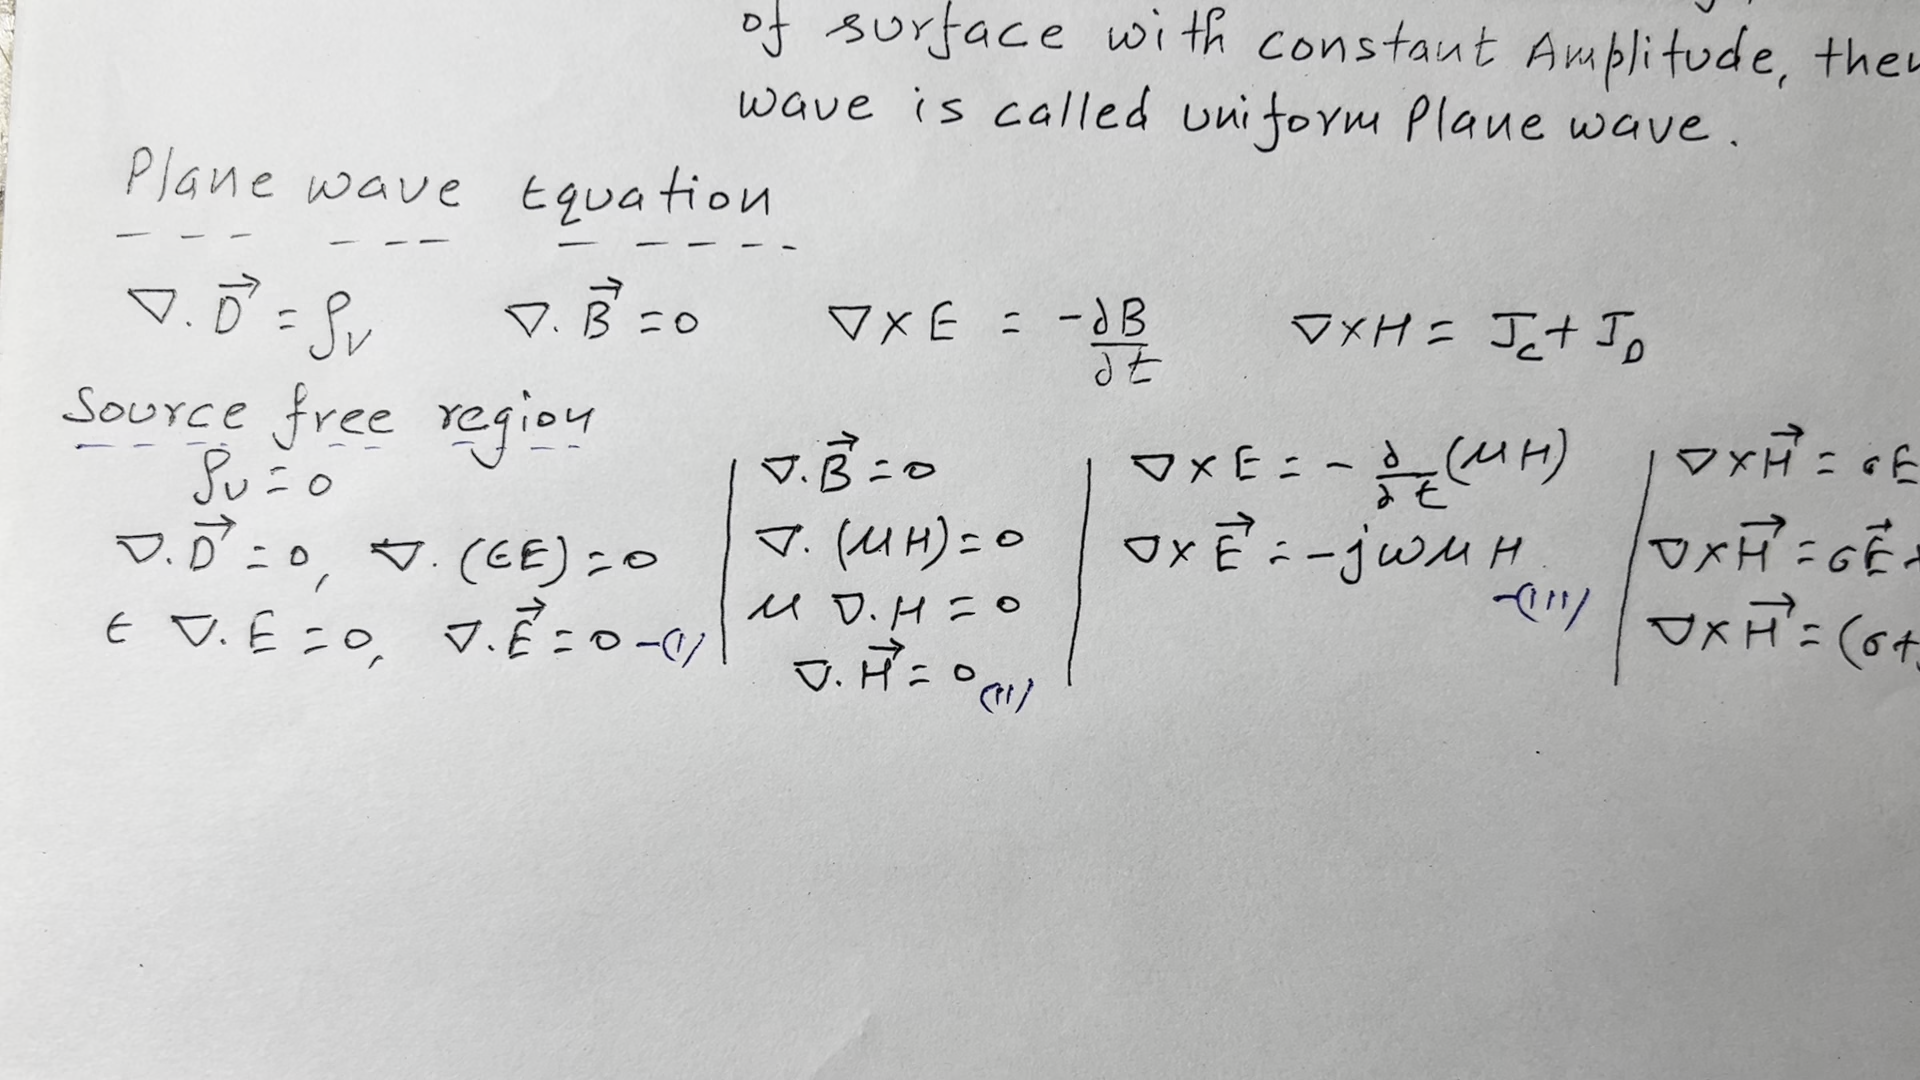 of surface with constant Amplitude, then
wave is called uniform Plane wave.
Plane wave Equation
∇.D⃗ = ρv ∇.B⃗ = 0 ∇×E = -∂B/∂t ∇×H = Jc + JD
Source free region
ρv = 0
∇.D⃗ = 0, ∇.(ϵE) = 0
ϵ ∇.E = 0, ∇.E⃗ = 0 -(I)
∇.B⃗ = 0
∇.(μH) = 0
μ ∇.H = 0
∇.H⃗ = 0 (II)
∇×E = -∂/∂t (μH)
∇×E⃗ = -jωμH
-(III)
∇×H⃗ = σE
∇×H⃗ = σE⃗ +
∇×H⃗ = (σ+